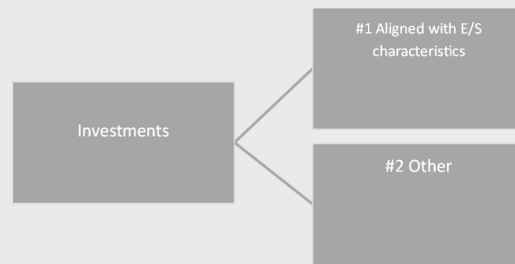 #1 Aligned with E/S
characteristics
Investments
#2 Other